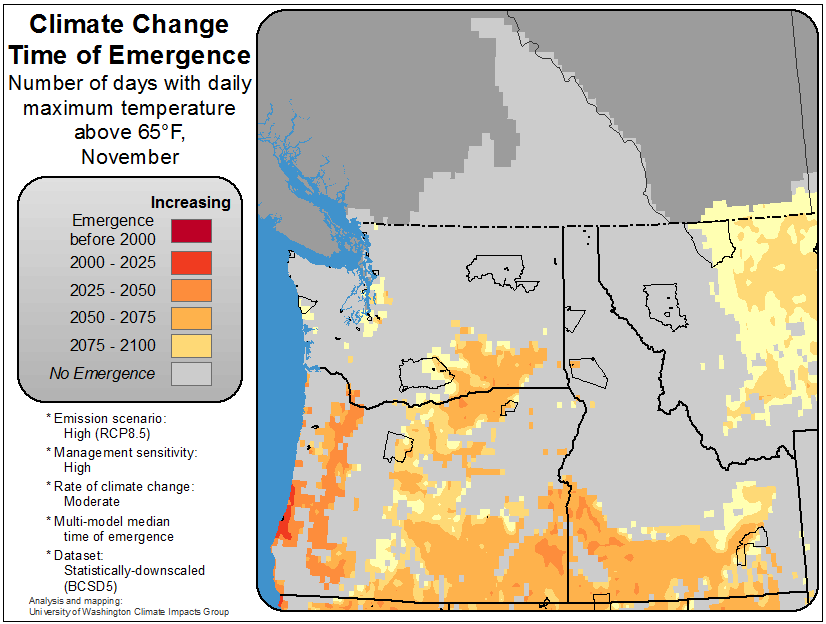 Climate Change
Time of Emergence
Number of days with daily
maximum temperature
above 65°F,
November
Increasing
Emergence
before 2000
2000 - 2025
2025 - 2050
2050 - 2075
2075 - 2100
No Emergence
* Emission scenario:
High (RCP8.5)
* Management sensitivity:
High
* Rate of climate change:
Moderate
* Multi-model median
time of emergence
* Dataset:
Statistically-downscaled
(BCSD5)
Analysis and mapping:
University of Washington Climate Impacts Group